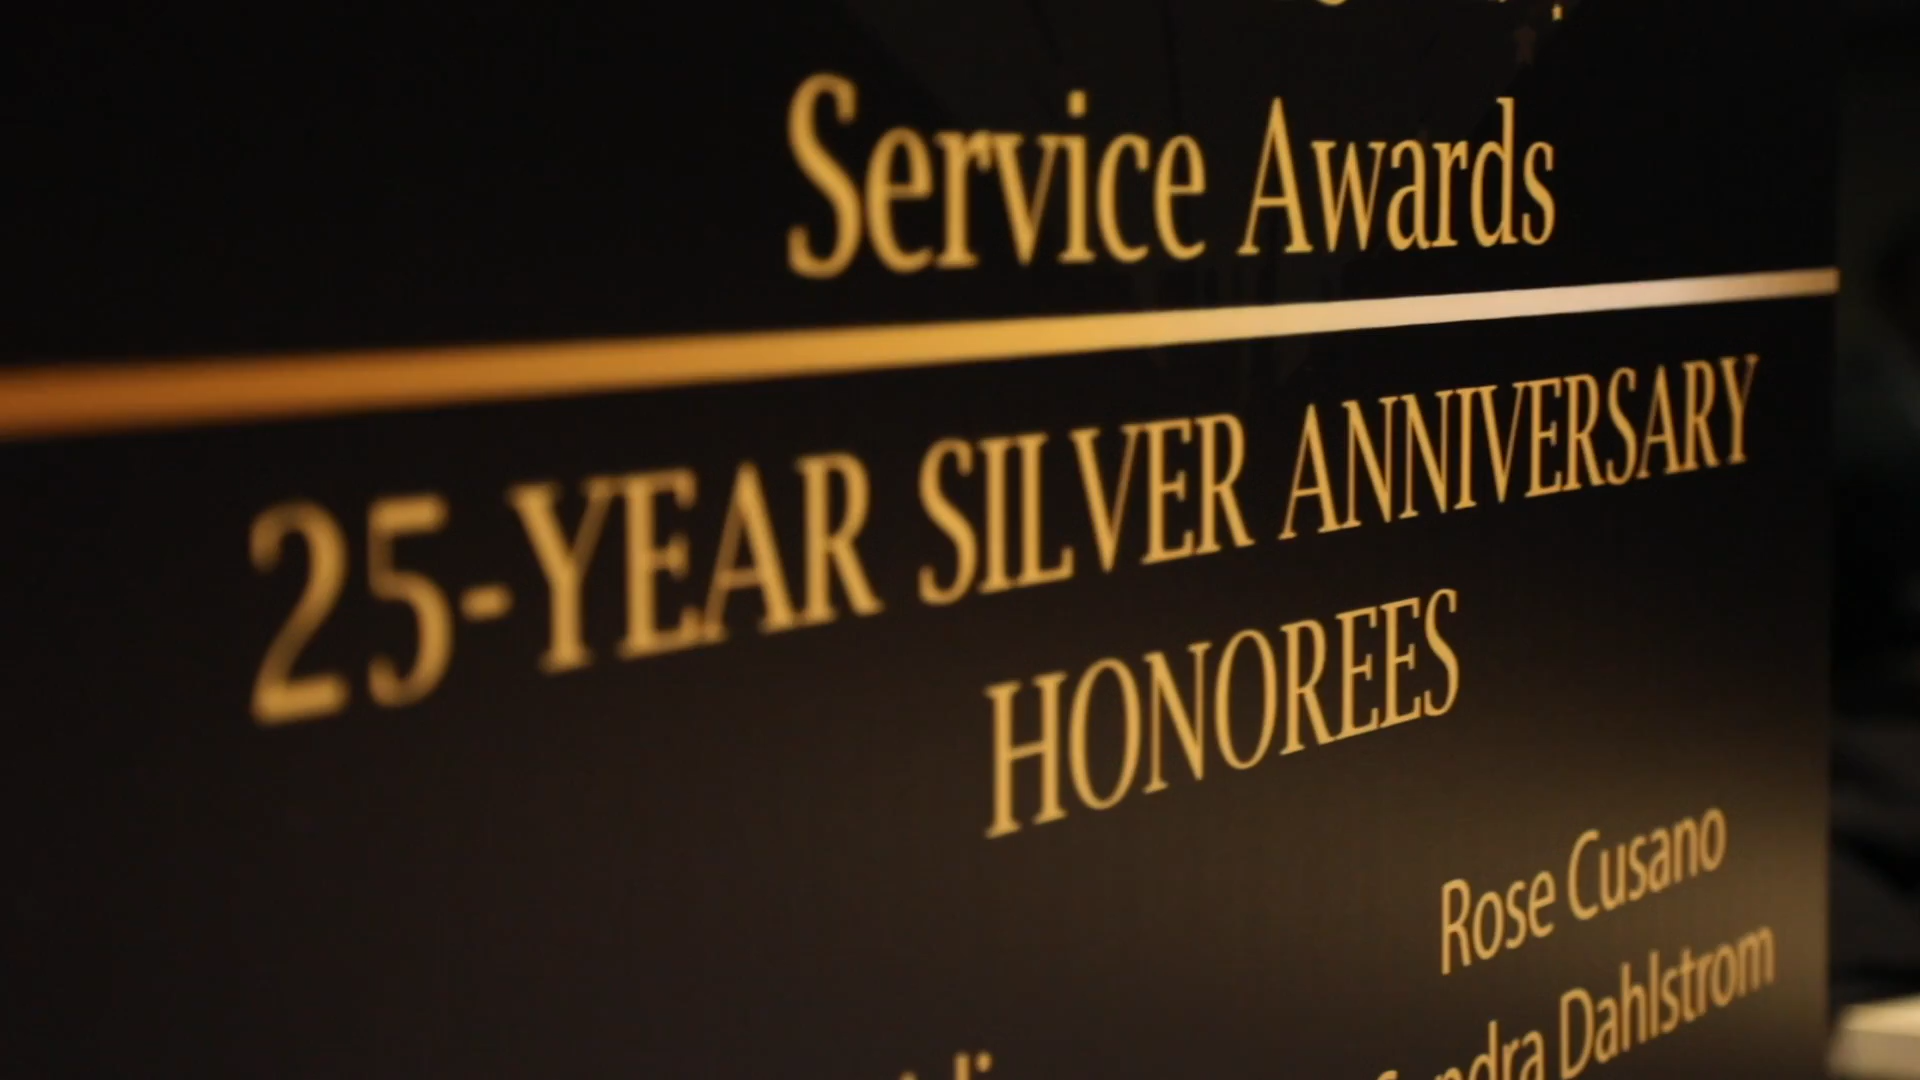 Service Awards
25-YEAR SILVER ANNIVERSARY
HONOREES
Rose Cusano
Dahlstrom